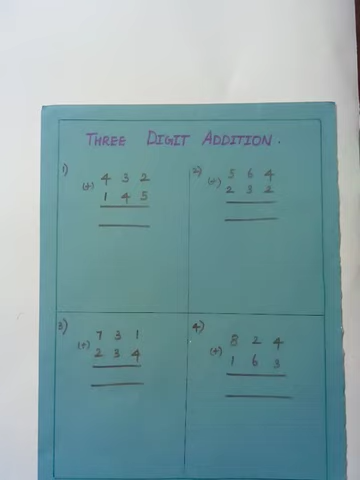 THREE DIGIT ADDITION.
1)
4 3 2
(+)
1 4 5
2)
5 6 4
(+)
2 3 2
3)
7 3 1
(+)
2 3 4
4)
8 2 4
(+)
1 6 3